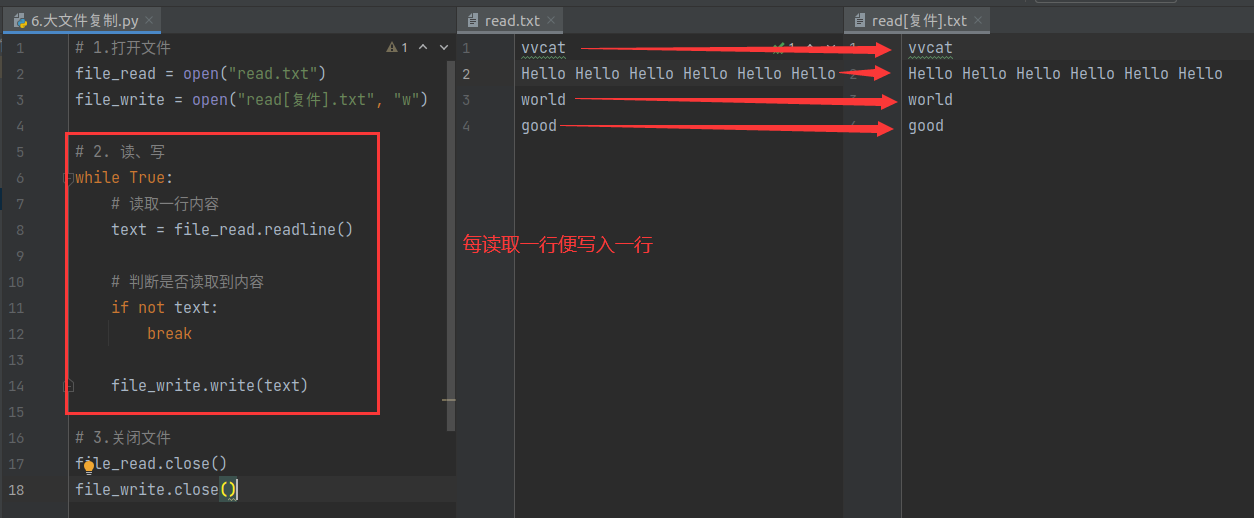 6.大文件复制.py
1 # 1.打开文件
2 file_read = open("read.txt")
3 file_write = open("read[复件].txt", "w")
4
5 # 2. 读、写
6 while True:
7 # 读取一行内容
8 text = file_read.readline()
9
10 # 判断是否读取到内容
11 if not text:
12 break
13
14 file_write.write(text)
15
16 # 3.关闭文件
17 file_read.close()
18 file_write.close()
1
read.txt
1 vvcat
2 Hello Hello Hello Hello Hello Hello
3 world
4 good
每读取一行便写入一行
read[复件].txt
vvcat
Hello Hello Hello Hello Hello Hello
world
good